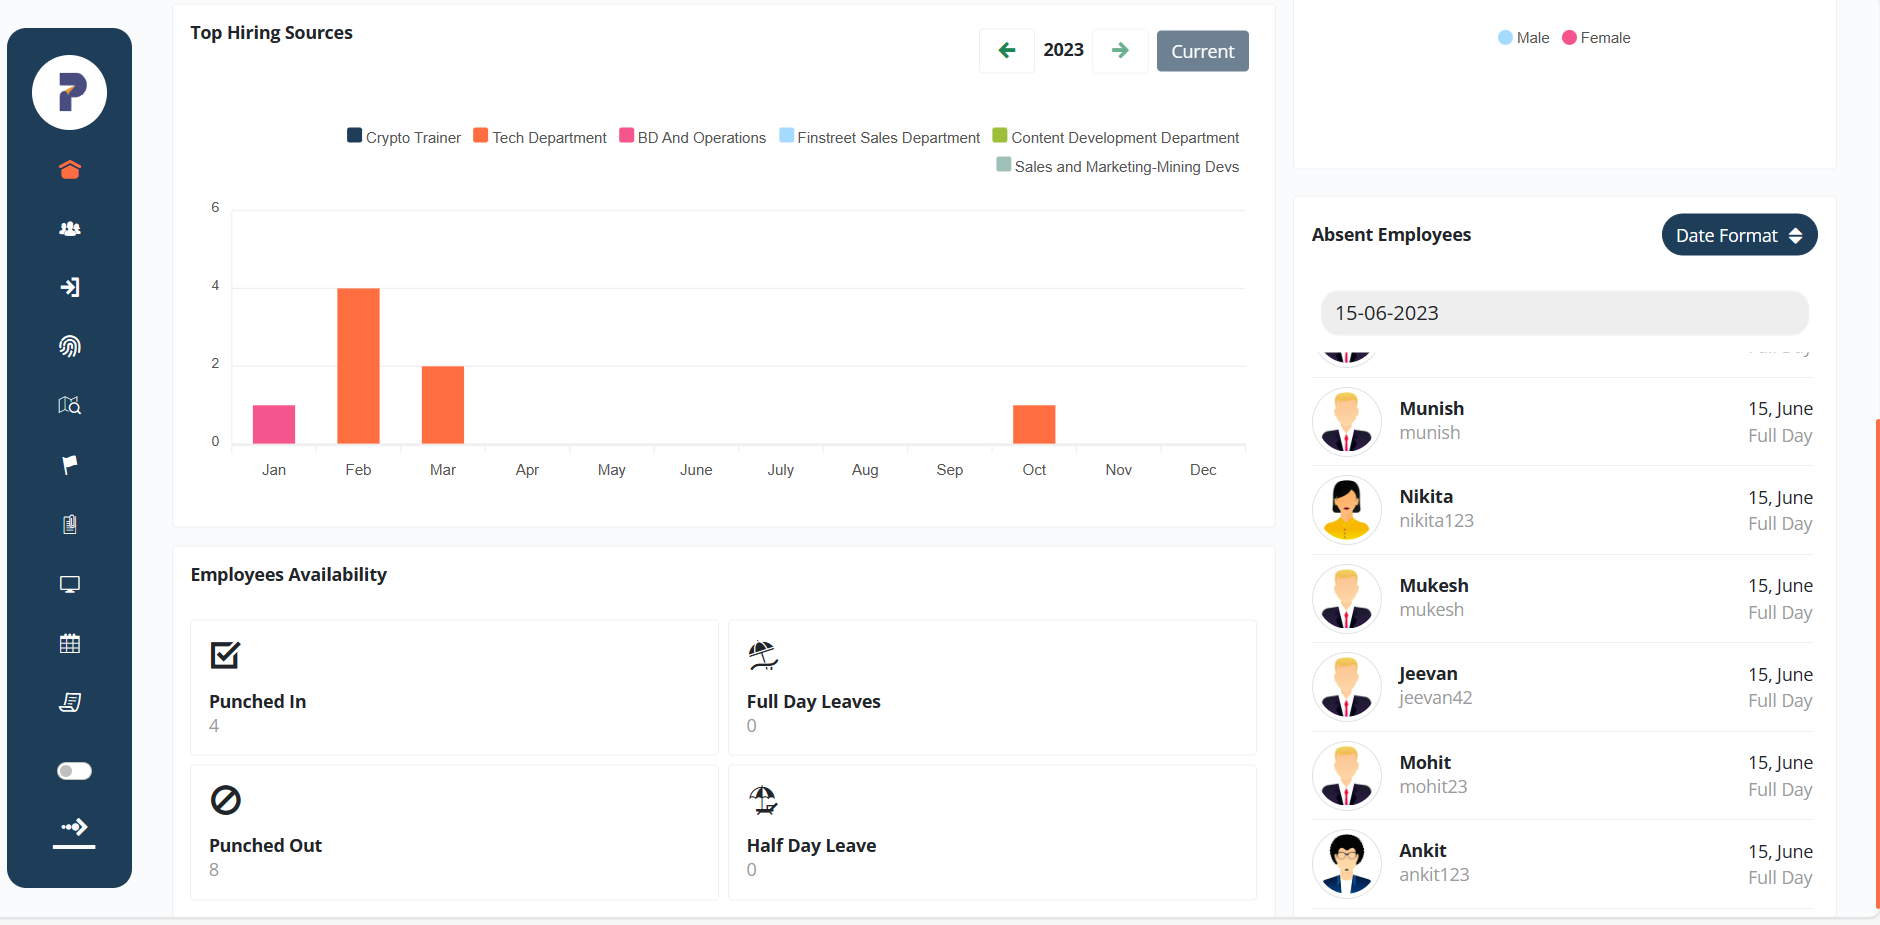 Top Hiring Sources
2023
Current
Crypto Trainer
Tech Department
BD And Operations
Finstreet Sales Department
Content Development Department
Sales and Marketing-Mining Devs
6
4
2
0
Jan
Feb
Mar
Apr
May
June
July
Aug
Sep
Oct
Nov
Dec
Employees Availability
Punched In
4
Full Day Leaves
0
Punched Out
8
Half Day Leave
0
Male
Female
Absent Employees
Date Format
15-06-2023
Full Day
Munish
15, June
munish
Full Day
Nikita
15, June
nikita123
Full Day
Mukesh
15, June
mukesh
Full Day
Jeevan
15, June
jeevan42
Full Day
Mohit
15, June
mohit23
Full Day
Ankit
15, June
ankit123
Full Day